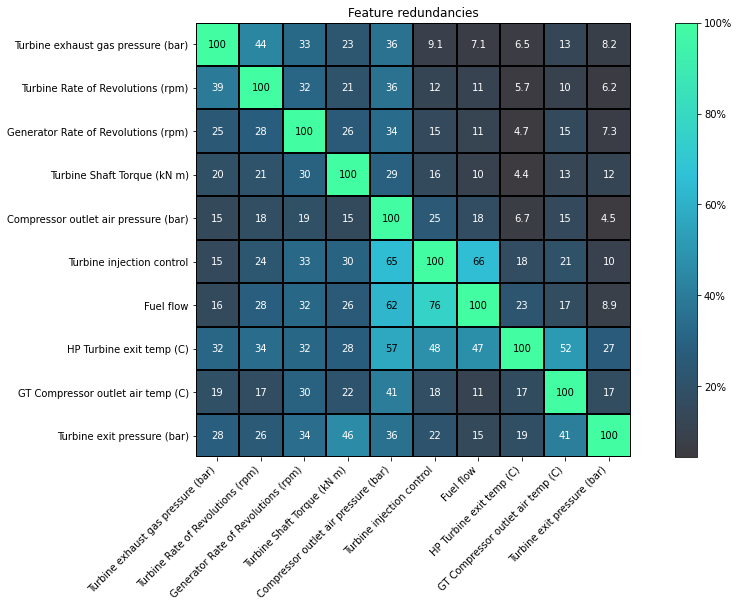 Feature redundancies
Turbine exhaust gas pressure (bar) 100 44 33 23 36 9.1 7.1 6.5 13 8.2
Turbine Rate of Revolutions (rpm) 39 100 32 21 36 12 11 5.7 10 6.2
Generator Rate of Revolutions (rpm) 25 28 100 26 34 15 11 4.7 15 7.3
Turbine Shaft Torque (kN m) 20 21 30 100 29 16 10 4.4 13 12
Compressor outlet air pressure (bar) 15 18 19 15 100 25 18 6.7 15 4.5
Turbine injection control 15 24 33 30 65 100 66 18 21 10
Fuel flow 16 28 32 26 62 76 100 23 17 8.9
HP Turbine exit temp (C) 32 34 32 28 57 48 47 100 52 27
GT Compressor outlet air temp (C) 19 17 30 22 41 18 11 17 100 17
Turbine exit pressure (bar) 28 26 34 46 36 22 15 19 41 100
Turbine exhaust gas pressure (bar)
Turbine Rate of Revolutions (rpm)
Generator Rate of Revolutions (rpm)
Turbine Shaft Torque (kN m)
Compressor outlet air pressure (bar)
Turbine injection control
Fuel flow
HP Turbine exit temp (C)
GT Compressor outlet air temp (C)
Turbine exit pressure (bar)
100%
80%
60%
40%
20%